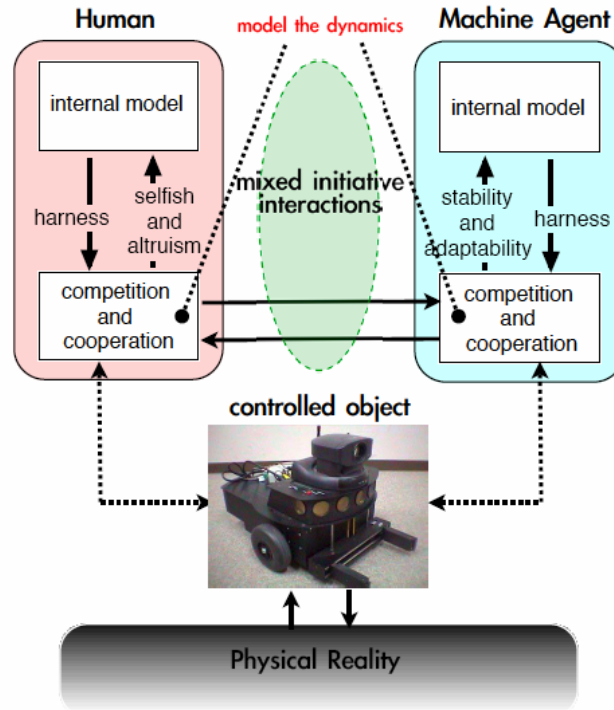 Human
model the dynamics
Machine Agent
internal model
internal model
harness
selfish
and
altruism
mixed initiative
interactions
stability
and
adaptability
harness
competition
and
cooperation
competition
and
cooperation
controlled object
Physical Reality